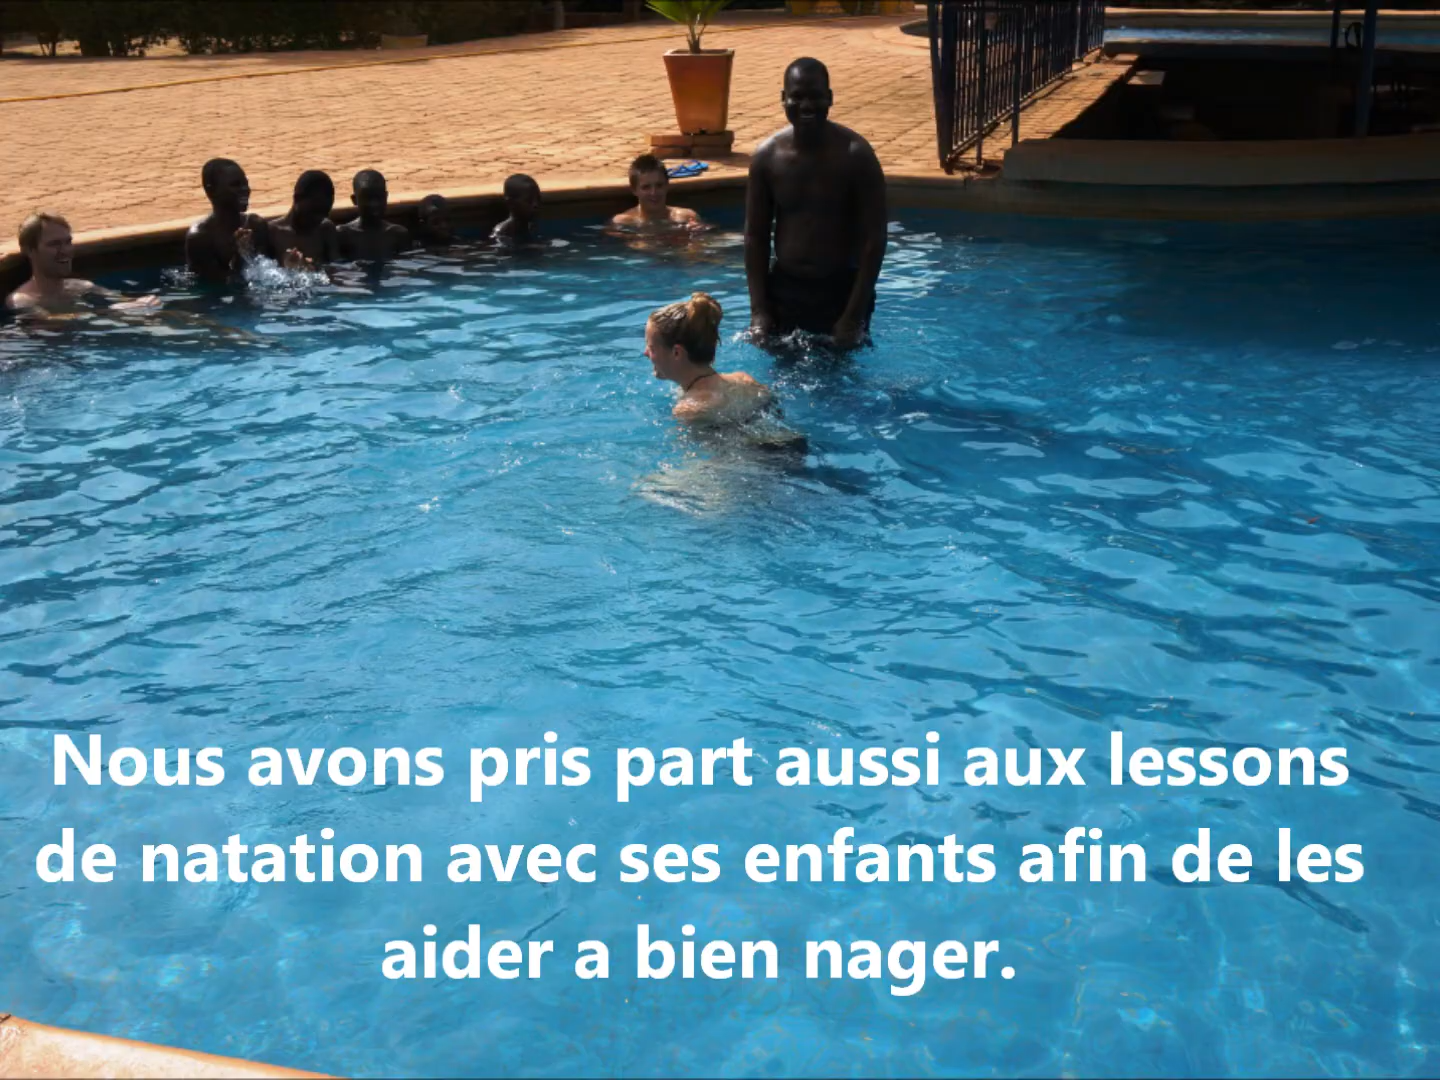 Nous avons pris part aussi aux lessons
de natation avec ses enfants afin de les
aider a bien nager.